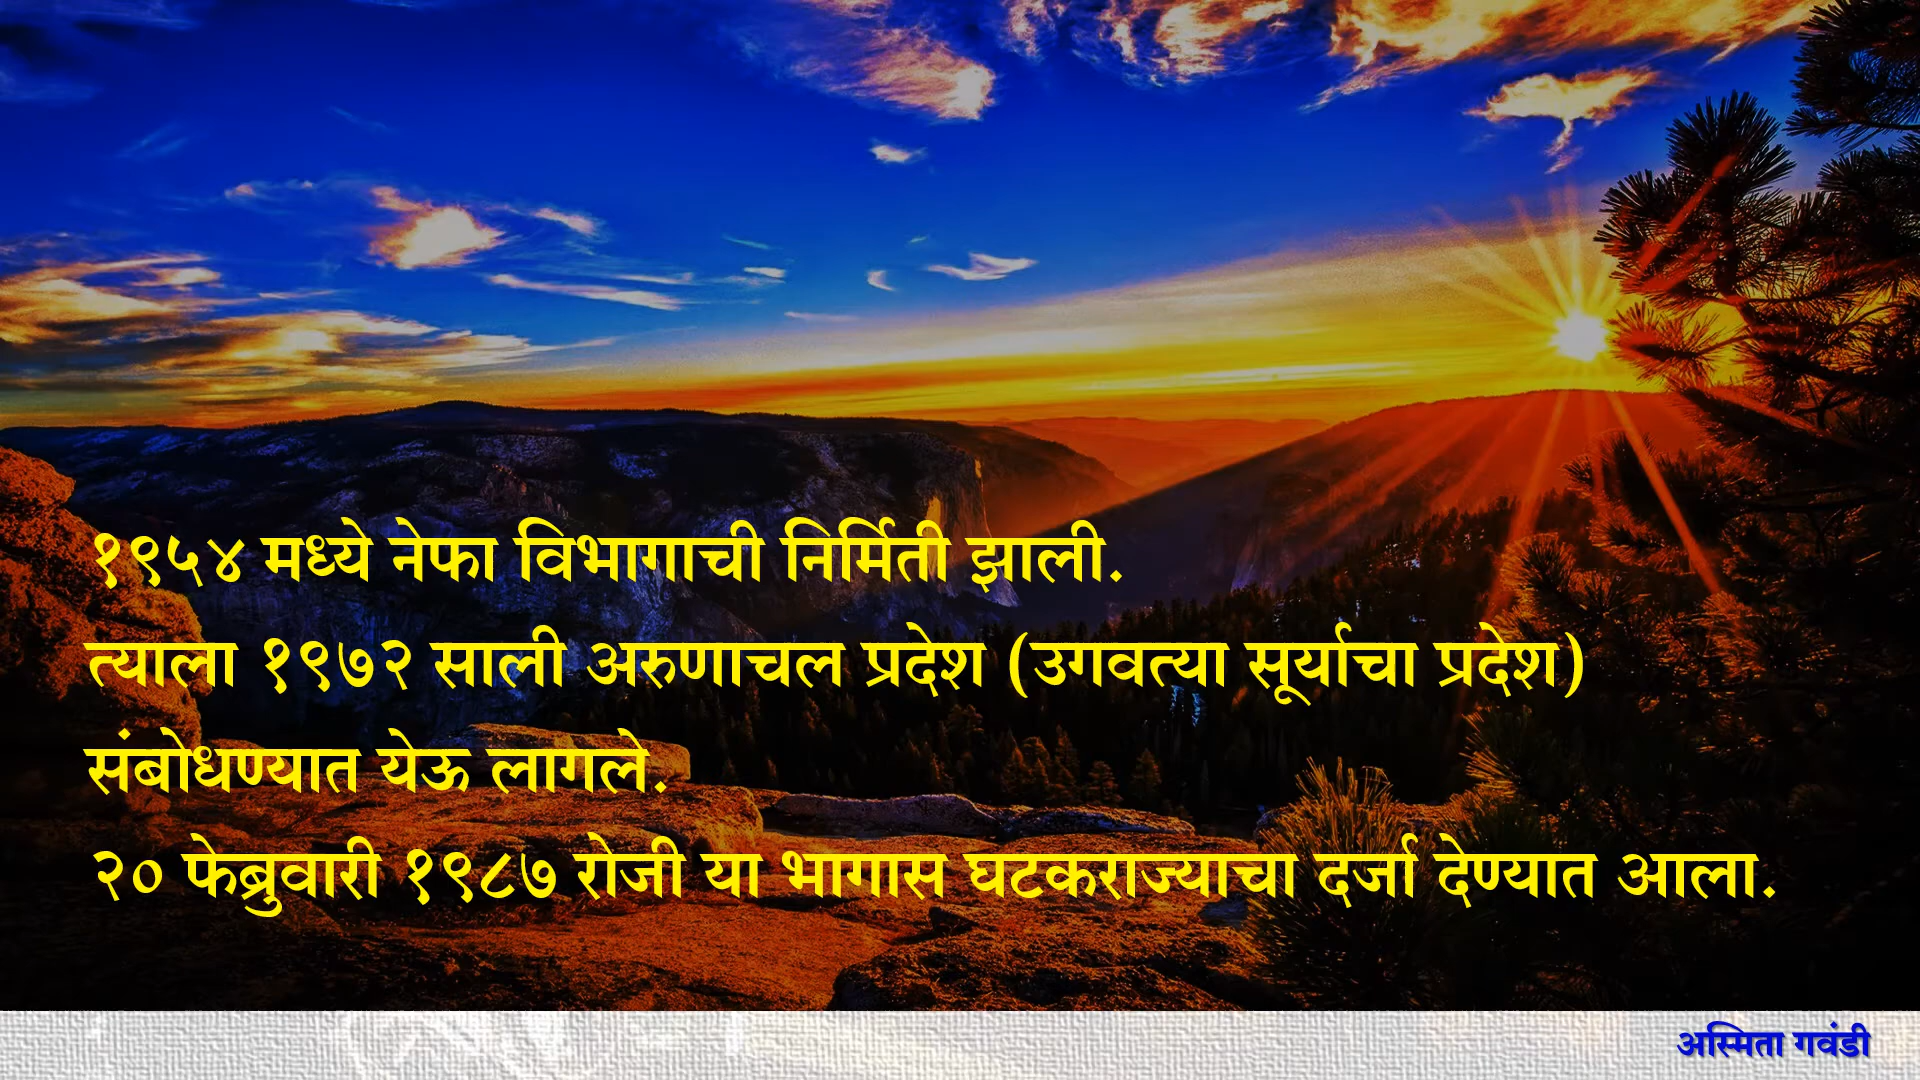 १९५४ मध्ये नेफा विभागाची निर्मिती झाली.
त्याला १९७२ साली अरुणाचल प्रदेश (उगवत्या सूर्याचा प्रदेश)
संबोधण्यात येऊ लागले.
२० फेब्रुवारी १९८७ रोजी या भागास घटकराज्याचा दर्जा देण्यात आला.
अस्मिता गवंडी